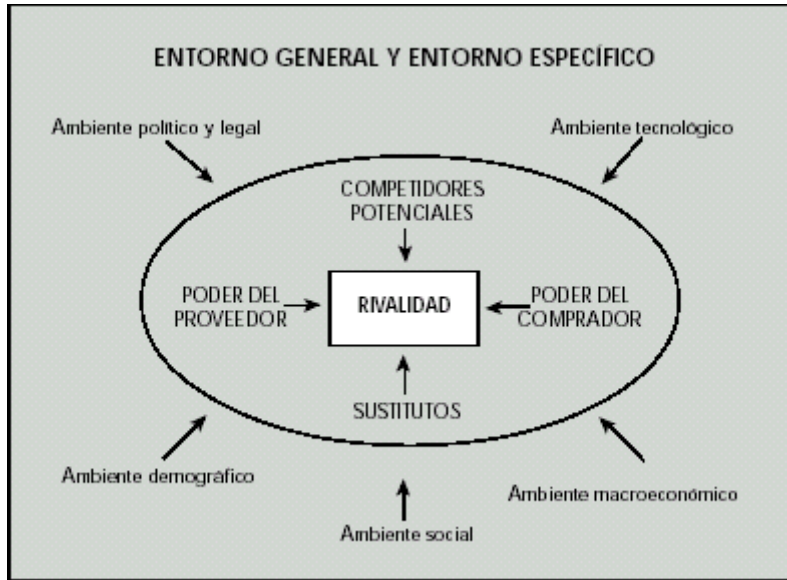 ENTORNO GENERAL Y ENTORNO ESPECÍFICO
Ambiente político y legal
Ambiente tecnológico
COMPETIDORES
POTENCIALES
PODER DEL
PROVEEDOR
RIVALIDAD
PODER DEL
COMPRADOR
SUSTITUTOS
Ambiente demográfico
Ambiente macroeconómico
Ambiente social